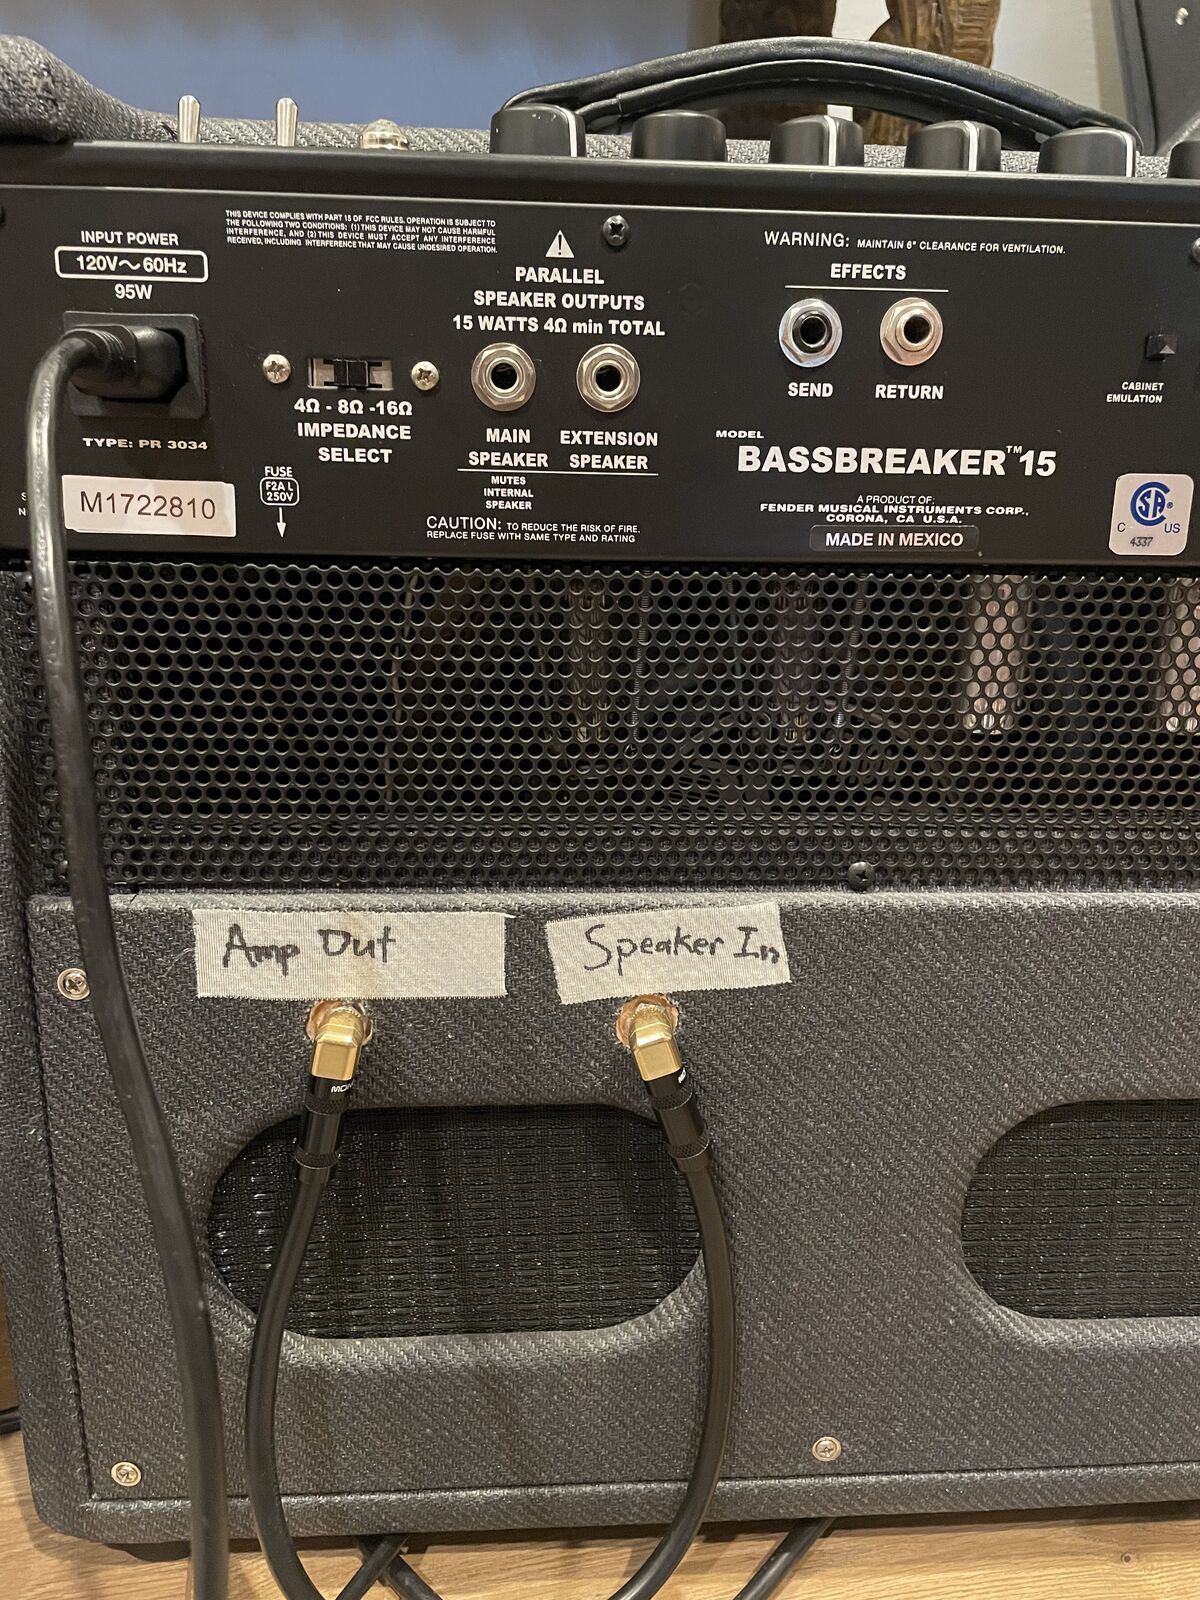 THIS DEVICE COMPLIES WITH PART 15 OF FCC RULES. OPERATION IS SUBJECT TO
THE FOLLOWING TWO CONDITIONS: (1) THIS DEVICE MAY NOT CAUSE HARMFUL
INTERFERENCE, AND (2) THIS DEVICE MUST ACCEPT ANY INTERFERENCE
RECEIVED, INCLUDING INTERFERENCE THAT MAY CAUSE UNDESIRED OPERATION.
INPUT POWER
120V~60Hz
95W
TYPE: PR 3034
M1722810
4Ω - 8Ω -16Ω
IMPEDANCE
SELECT
FUSE
F2A L
250V
PARALLEL
SPEAKER OUTPUTS
15 WATTS 4Ω min TOTAL
MAIN
SPEAKER
MUTES
INTERNAL
SPEAKER
EXTENSION
SPEAKER
CAUTION: TO REDUCE THE RISK OF FIRE,
REPLACE FUSE WITH SAME TYPE AND RATING
WARNING: MAINTAIN 6" CLEARANCE FOR VENTILATION.
EFFECTS
SEND
RETURN
CABINET
EMULATION
MODEL
BASSBREAKER™15
A PRODUCT OF:
FENDER MUSICAL INSTRUMENTS CORP.,
CORONA, CA U.S.A.
MADE IN MEXICO
SA®
C US
4337
Amp Out
Speaker In